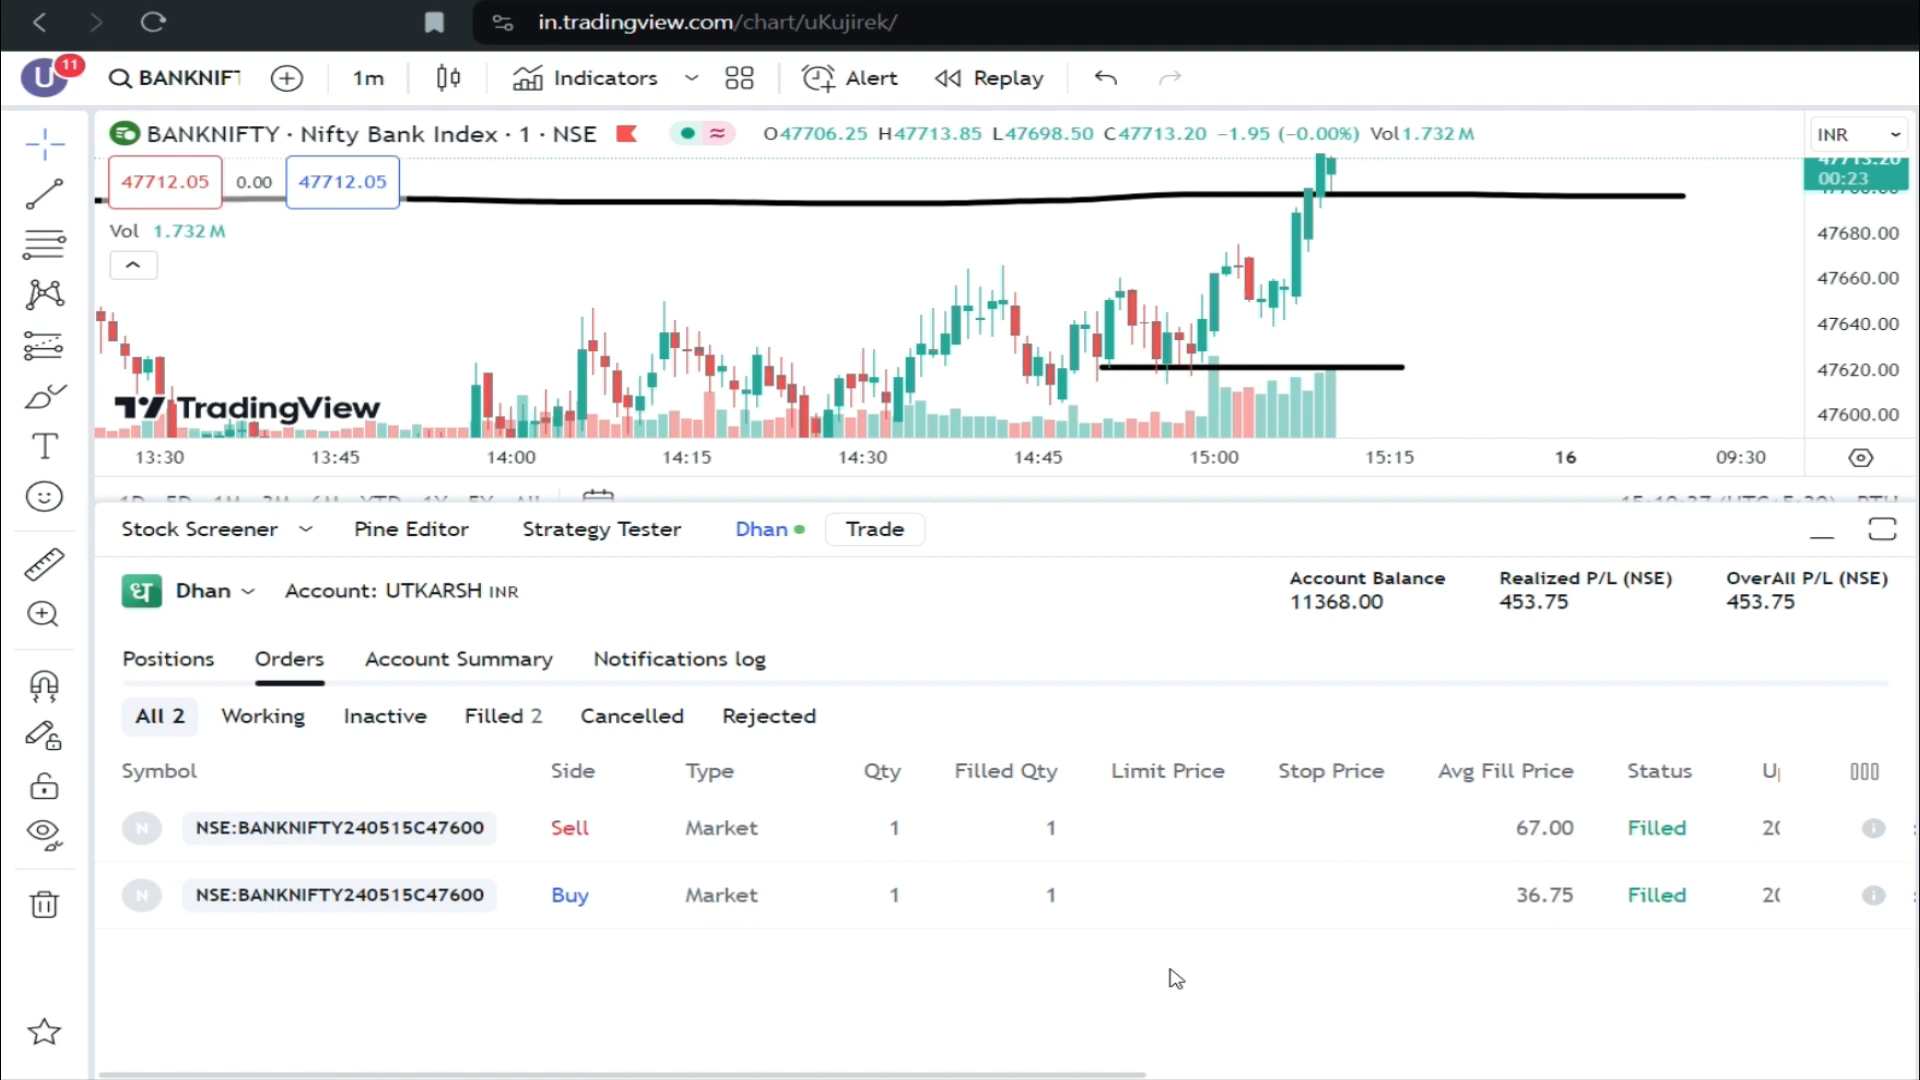 in.tradingview.com/chart/uKujirek/
U 11 BANKNIFT 1m Indicators Alert Replay
BANKNIFTY · Nifty Bank Index · 1 · NSE O47706.25 H47713.85 L47698.50 C47713.20 −1.95 (−0.00%) Vol1.732M INR
47712.05 0.00 47712.05
47713.20
00:23
Vol 1.732M
47680.00
47660.00
47640.00
47620.00
47600.00
TradingView
13:30 13:45 14:00 14:15 14:30 14:45 15:00 15:15 16 09:30
Stock Screener Pine Editor Strategy Tester Dhan Trade
ध Dhan Account: UTKARSH INR
Account Balance Realized P/L (NSE) OverAll P/L (NSE)
11368.00 453.75 453.75
Positions Orders Account Summary Notifications log
All 2 Working Inactive Filled 2 Cancelled Rejected
Symbol Side Type Qty Filled Qty Limit Price Stop Price Avg Fill Price Status
N NSE:BANKNIFTY240515C47600 Sell Market 1 1 67.00 Filled
N NSE:BANKNIFTY240515C47600 Buy Market 1 1 36.75 Filled